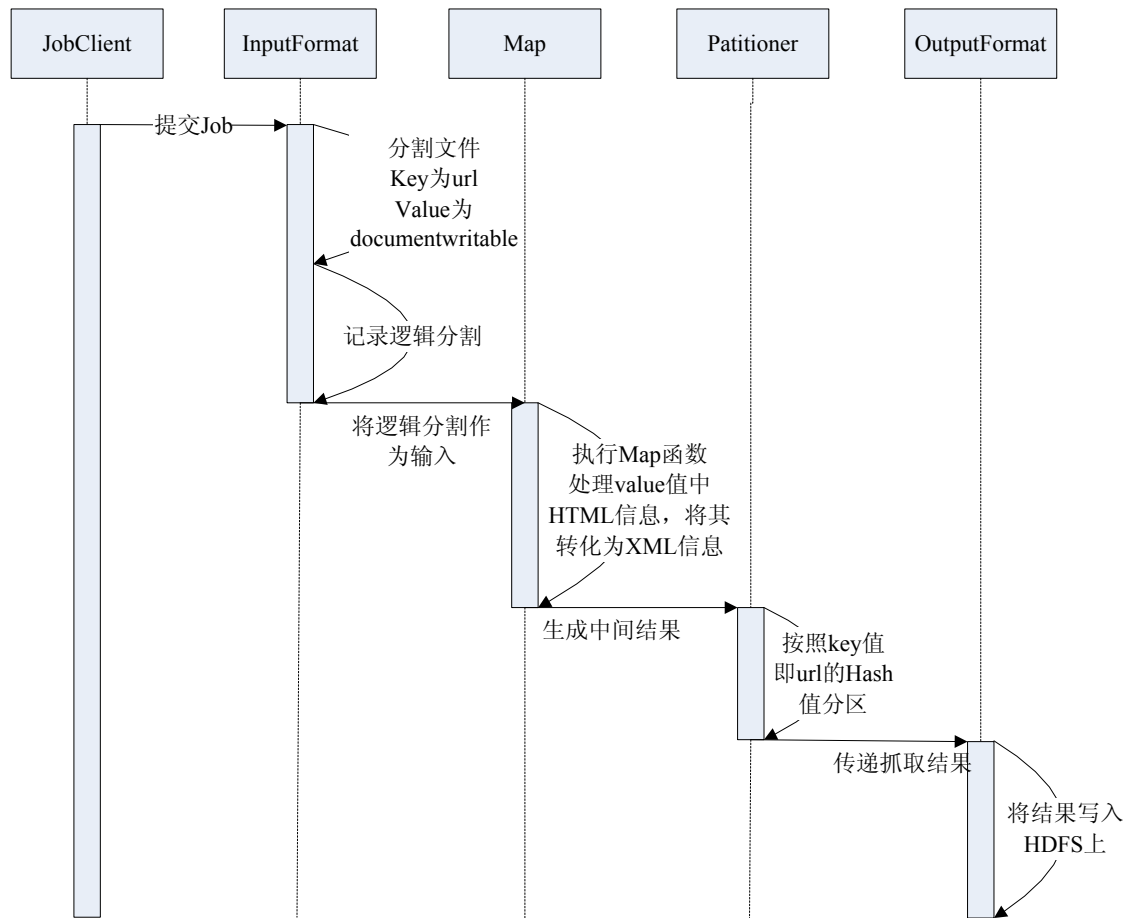 JobClient
InputFormat
Map
Patitioner
OutputFormat
提交Job
分割文件
Key为url
Value为
documentwritable
记录逻辑分割
将逻辑分割作
为输入
执行Map函数
处理value值中
HTML信息，将其
转化为XML信息
生成中间结果
按照key值
即url的Hash
值分区
传递抓取结果
将结果写入
HDFS上